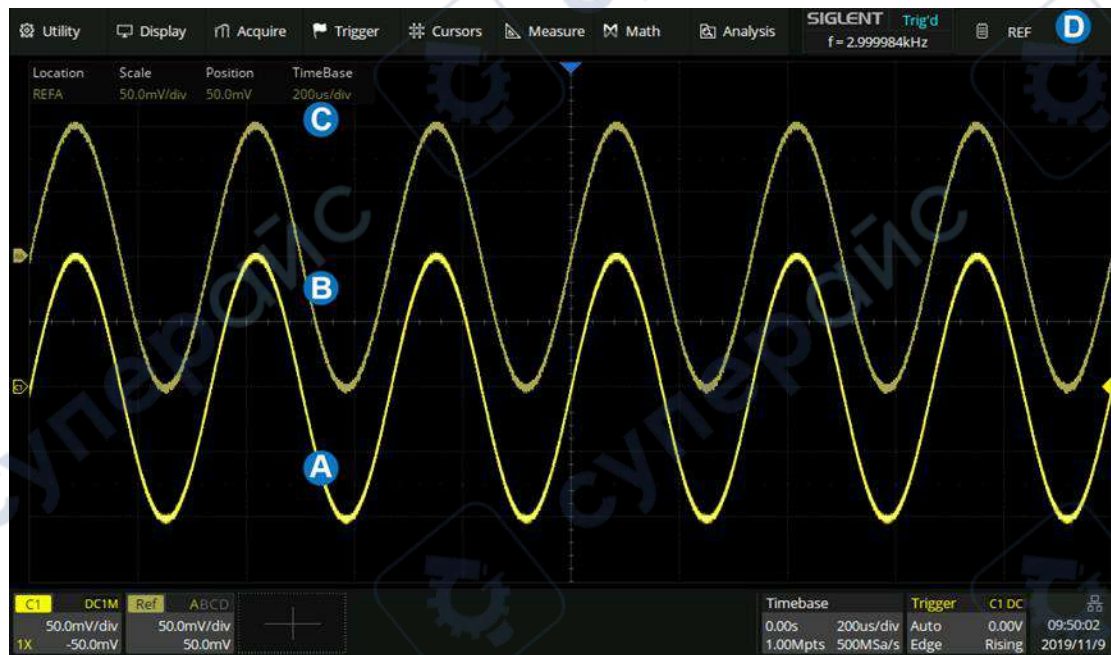 Utility Display Acquire Trigger Cursors Measure Math Analysis
SIGLENT Trig'd
f = 2.999984kHz
REF D
Location Scale Position TimeBase
REFA 50.0mV/div 50.0mV 200us/div
C
B
C1
A
C1 DC1M
50.0mV/div
1X -50.0mV
Ref ABCD
50.0mV/div
50.0mV
Timebase
0.00s 200us/div
1.00Mpts 500MSa/s
Trigger C1 DC
Auto 0.00V
Edge Rising
09:50:02
2019/11/9
суперайс
суперайс